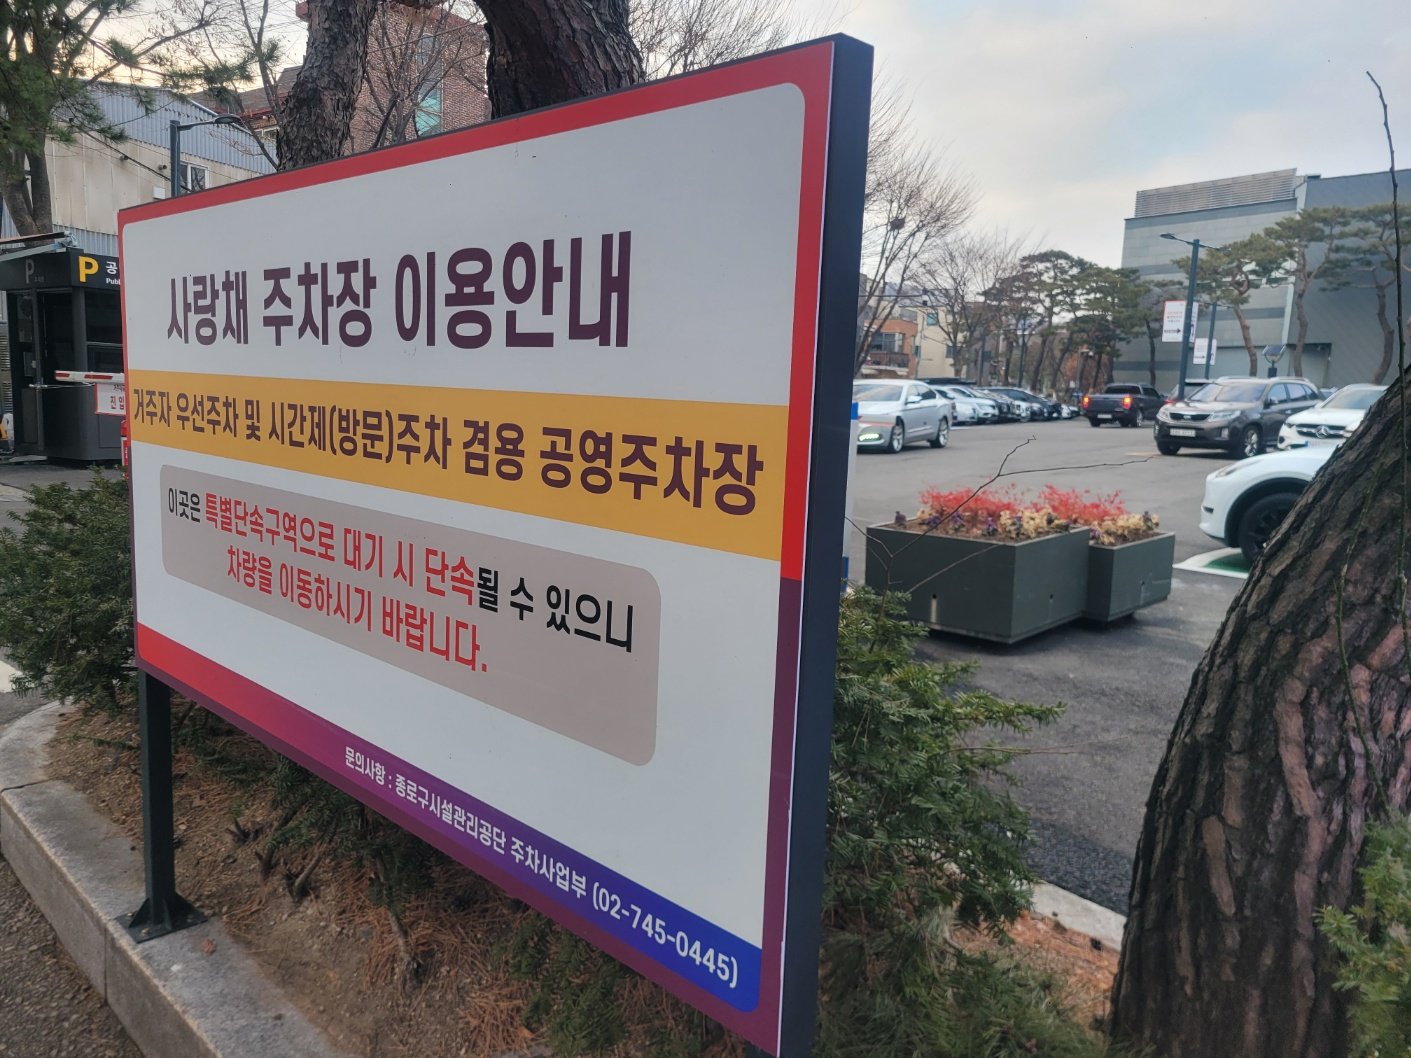 사랑채 주차장 이용안내
거주자 우선주차 및 시간제(방문)주차 겸용 공영주차장
이곳은 특별단속구역으로 대기 시 단속될 수 있으니
차량을 이동하시기 바랍니다.
문의사항 : 종로구시설관리공단 주차사업부 (02-745-0445)
P
P 공
Publ
진입